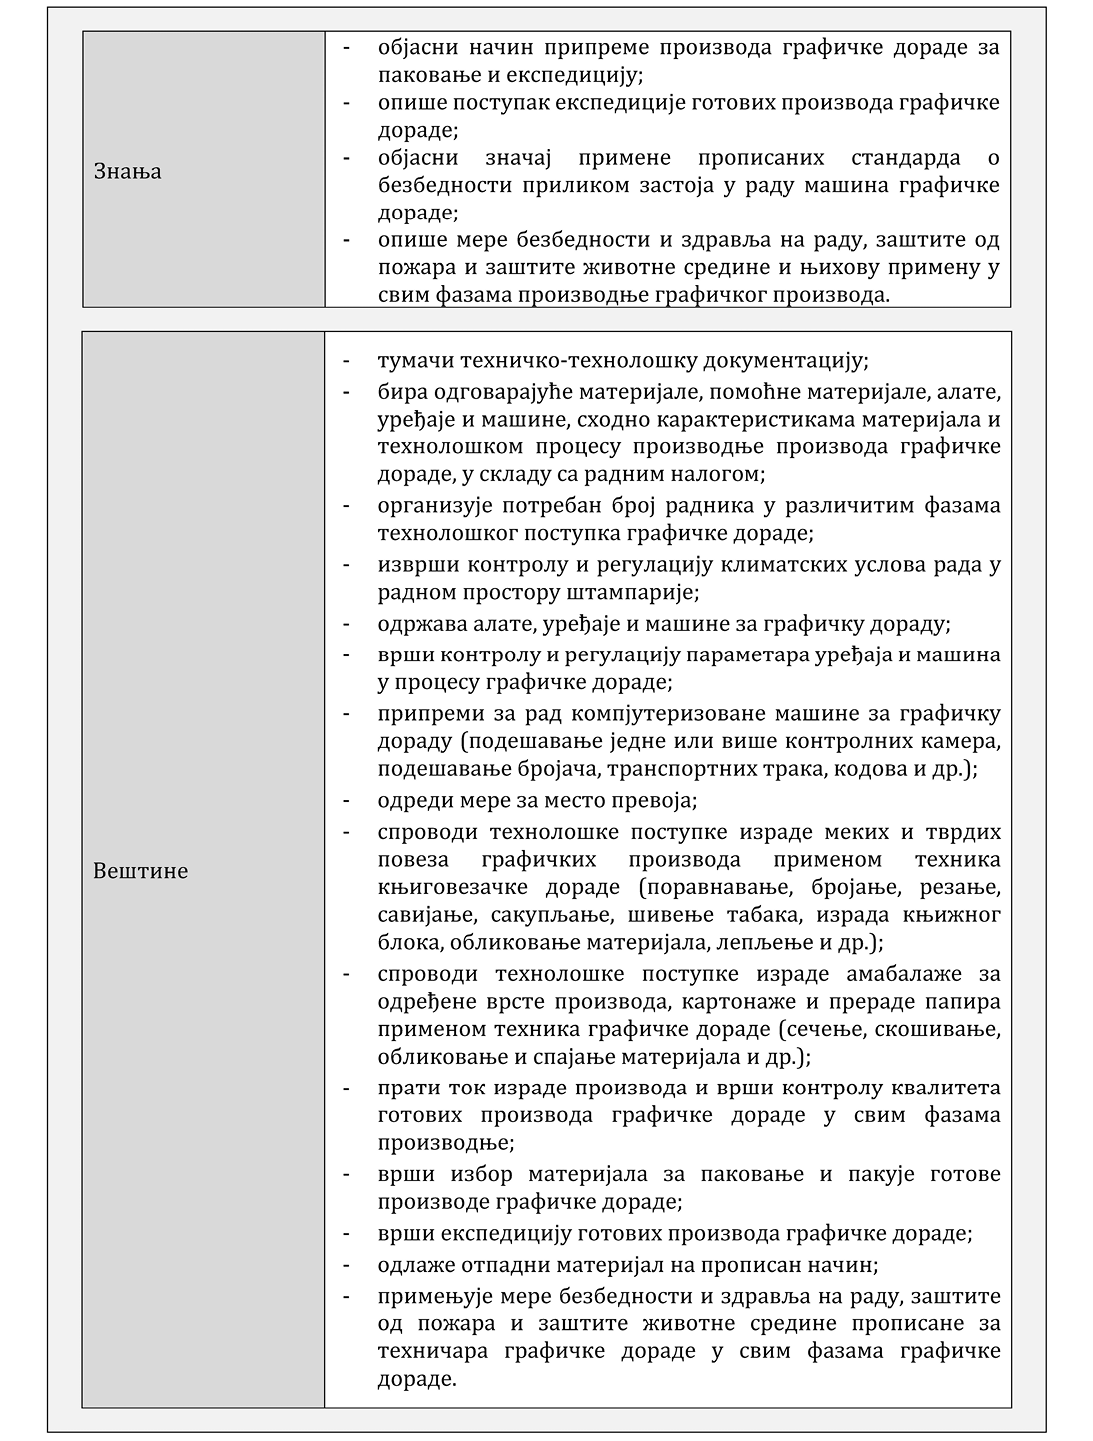 Знања
- објасни начин припреме производа графичке дораде за
паковање и експедицију;
- опише поступак експедиције готових производа графичке
дораде;
- објасни значај примене прописаних стандарда о
безбедности приликом застоја у раду машина графичке
дораде;
- опише мере безбедности и здравља на раду, заштите од
пожара и заштите животне средине и њихову примену у
свим фазама производње графичког производа.
Вештине
- тумачи техничко-технолошку документацију;
- бира одговарајуће материјале, помоћне материјале, алате,
уређаје и машине, сходно карактеристикама материјала и
технолошком процесу производње производа графичке
дораде, у складу са радним налогом;
- организује потребан број радника у различитим фазама
технолошког поступка графичке дораде;
- изврши контролу и регулацију климатских услова рада у
радном простору штампарије;
- одржава алате, уређаје и машине за графичку дораду;
- врши контролу и регулацију параметара уређаја и машина
у процесу графичке дораде;
- припреми за рад компјутеризоване машине за графичку
дораду (подешавање једне или више контролних камера,
подешавање бројача, транспортних трака, кодова и др.);
- одреди мере за место превоја;
- спроводи технолошке поступке израде меких и тврдих
повеза графичких производа применом техника
књиговезачке дораде (поравнавање, бројање, резање,
савијање, сакупљање, шивење табака, израда књижног
блока, обликовање материјала, лепљење и др.);
- спроводи технолошке поступке израде амабалаже за
одређене врсте производа, картонаже и прераде папира
применом техника графичке дораде (сечење, скошивање,
обликовање и спајање материјала и др.);
- прати ток израде производа и врши контролу квалитета
готових производа графичке дораде у свим фазама
производње;
- врши избор материјала за паковање и пакује готове
производе графичке дораде;
- врши експедицију готових производа графичке дораде;
- одлаже отпадни материјал на прописан начин;
- примењује мере безбедности и здравља на раду, заштите
од пожара и заштите животне средине прописане за
техничара графичке дораде у свим фазама графичке
дораде.